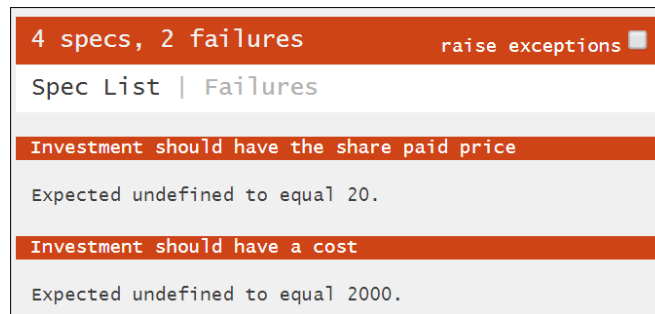 4 specs, 2 failures
raise exceptions
Spec List | Failures
Investment should have the share paid price
Expected undefined to equal 20.
Investment should have a cost
Expected undefined to equal 2000.